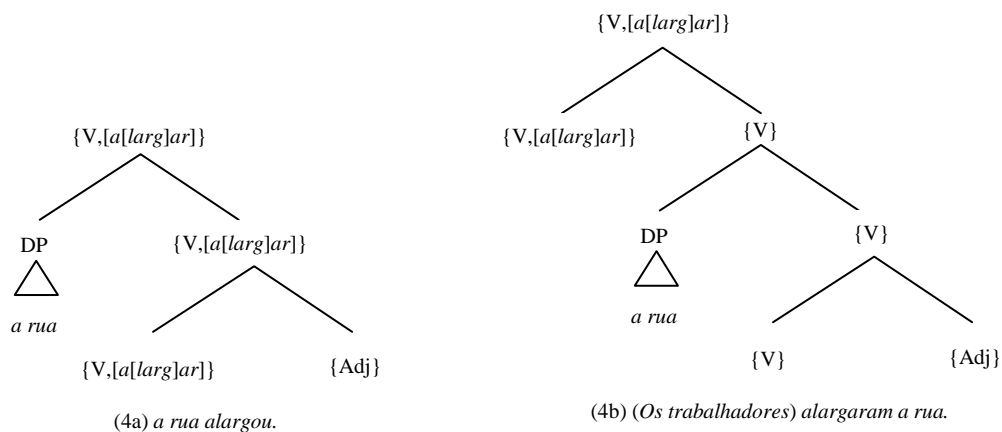 {V,[a[larg]ar]}
DP
{V,[a[larg]ar]}
a rua
{V,[a[larg]ar]}
{Adj}
(4a) a rua alargou.
{V,[a[larg]ar]}
{V,[a[larg]ar]}
{V}
DP
{V}
a rua
{V}
{Adj}
(4b) (Os trabalhadores) alargaram a rua.